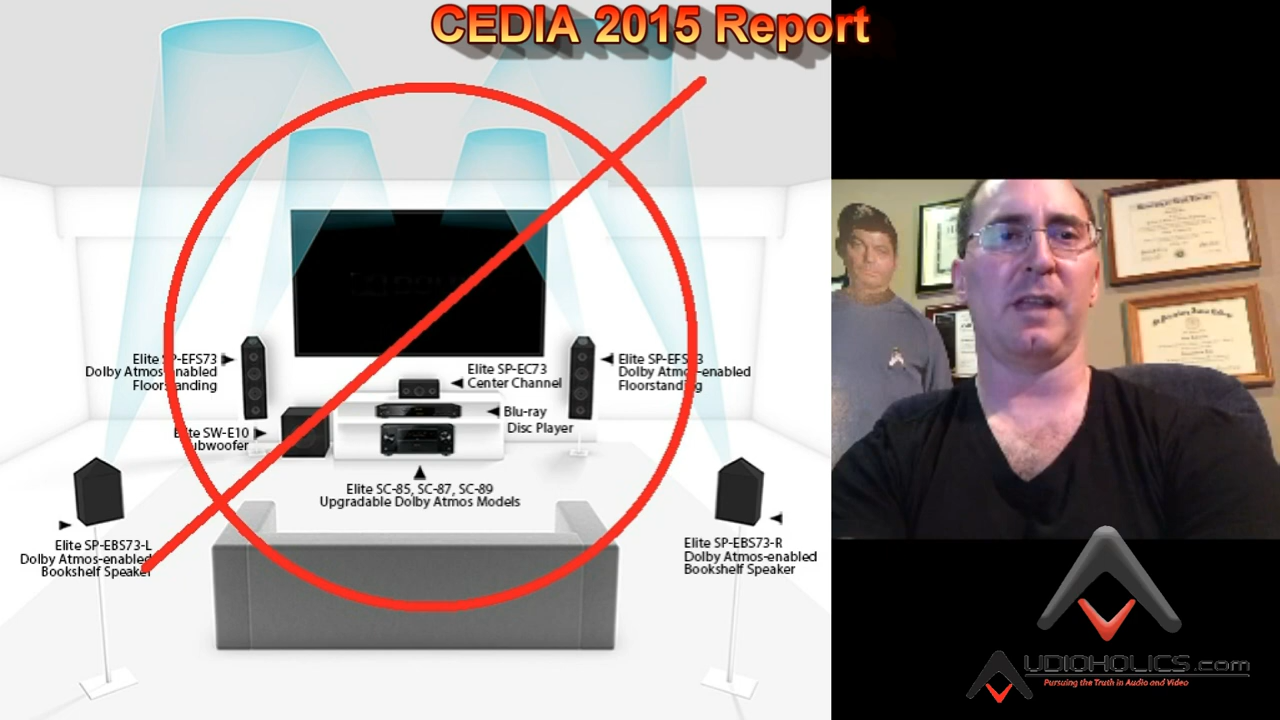 CEDIA 2015 Report
Elite SP-EFS73
Dolby Atmos-enabled
Floorstanding
Elite SP-EC73
Center Channel
Dolby Atmos-enabled
Floorstanding
Blu-ray
Disc Player
Elite SW-E10
Subwoofer
Elite SC-85, SC-87, SC-89
Upgradable Dolby Atmos Models
Elite SP-EBS73-L
Dolby Atmos-enabled
Bookshelf Speaker
Elite SP-EBS73-R
Dolby Atmos-enabled
Bookshelf Speaker
AUDIOHOLICS.com
Pursuing the Truth in Audio and Video